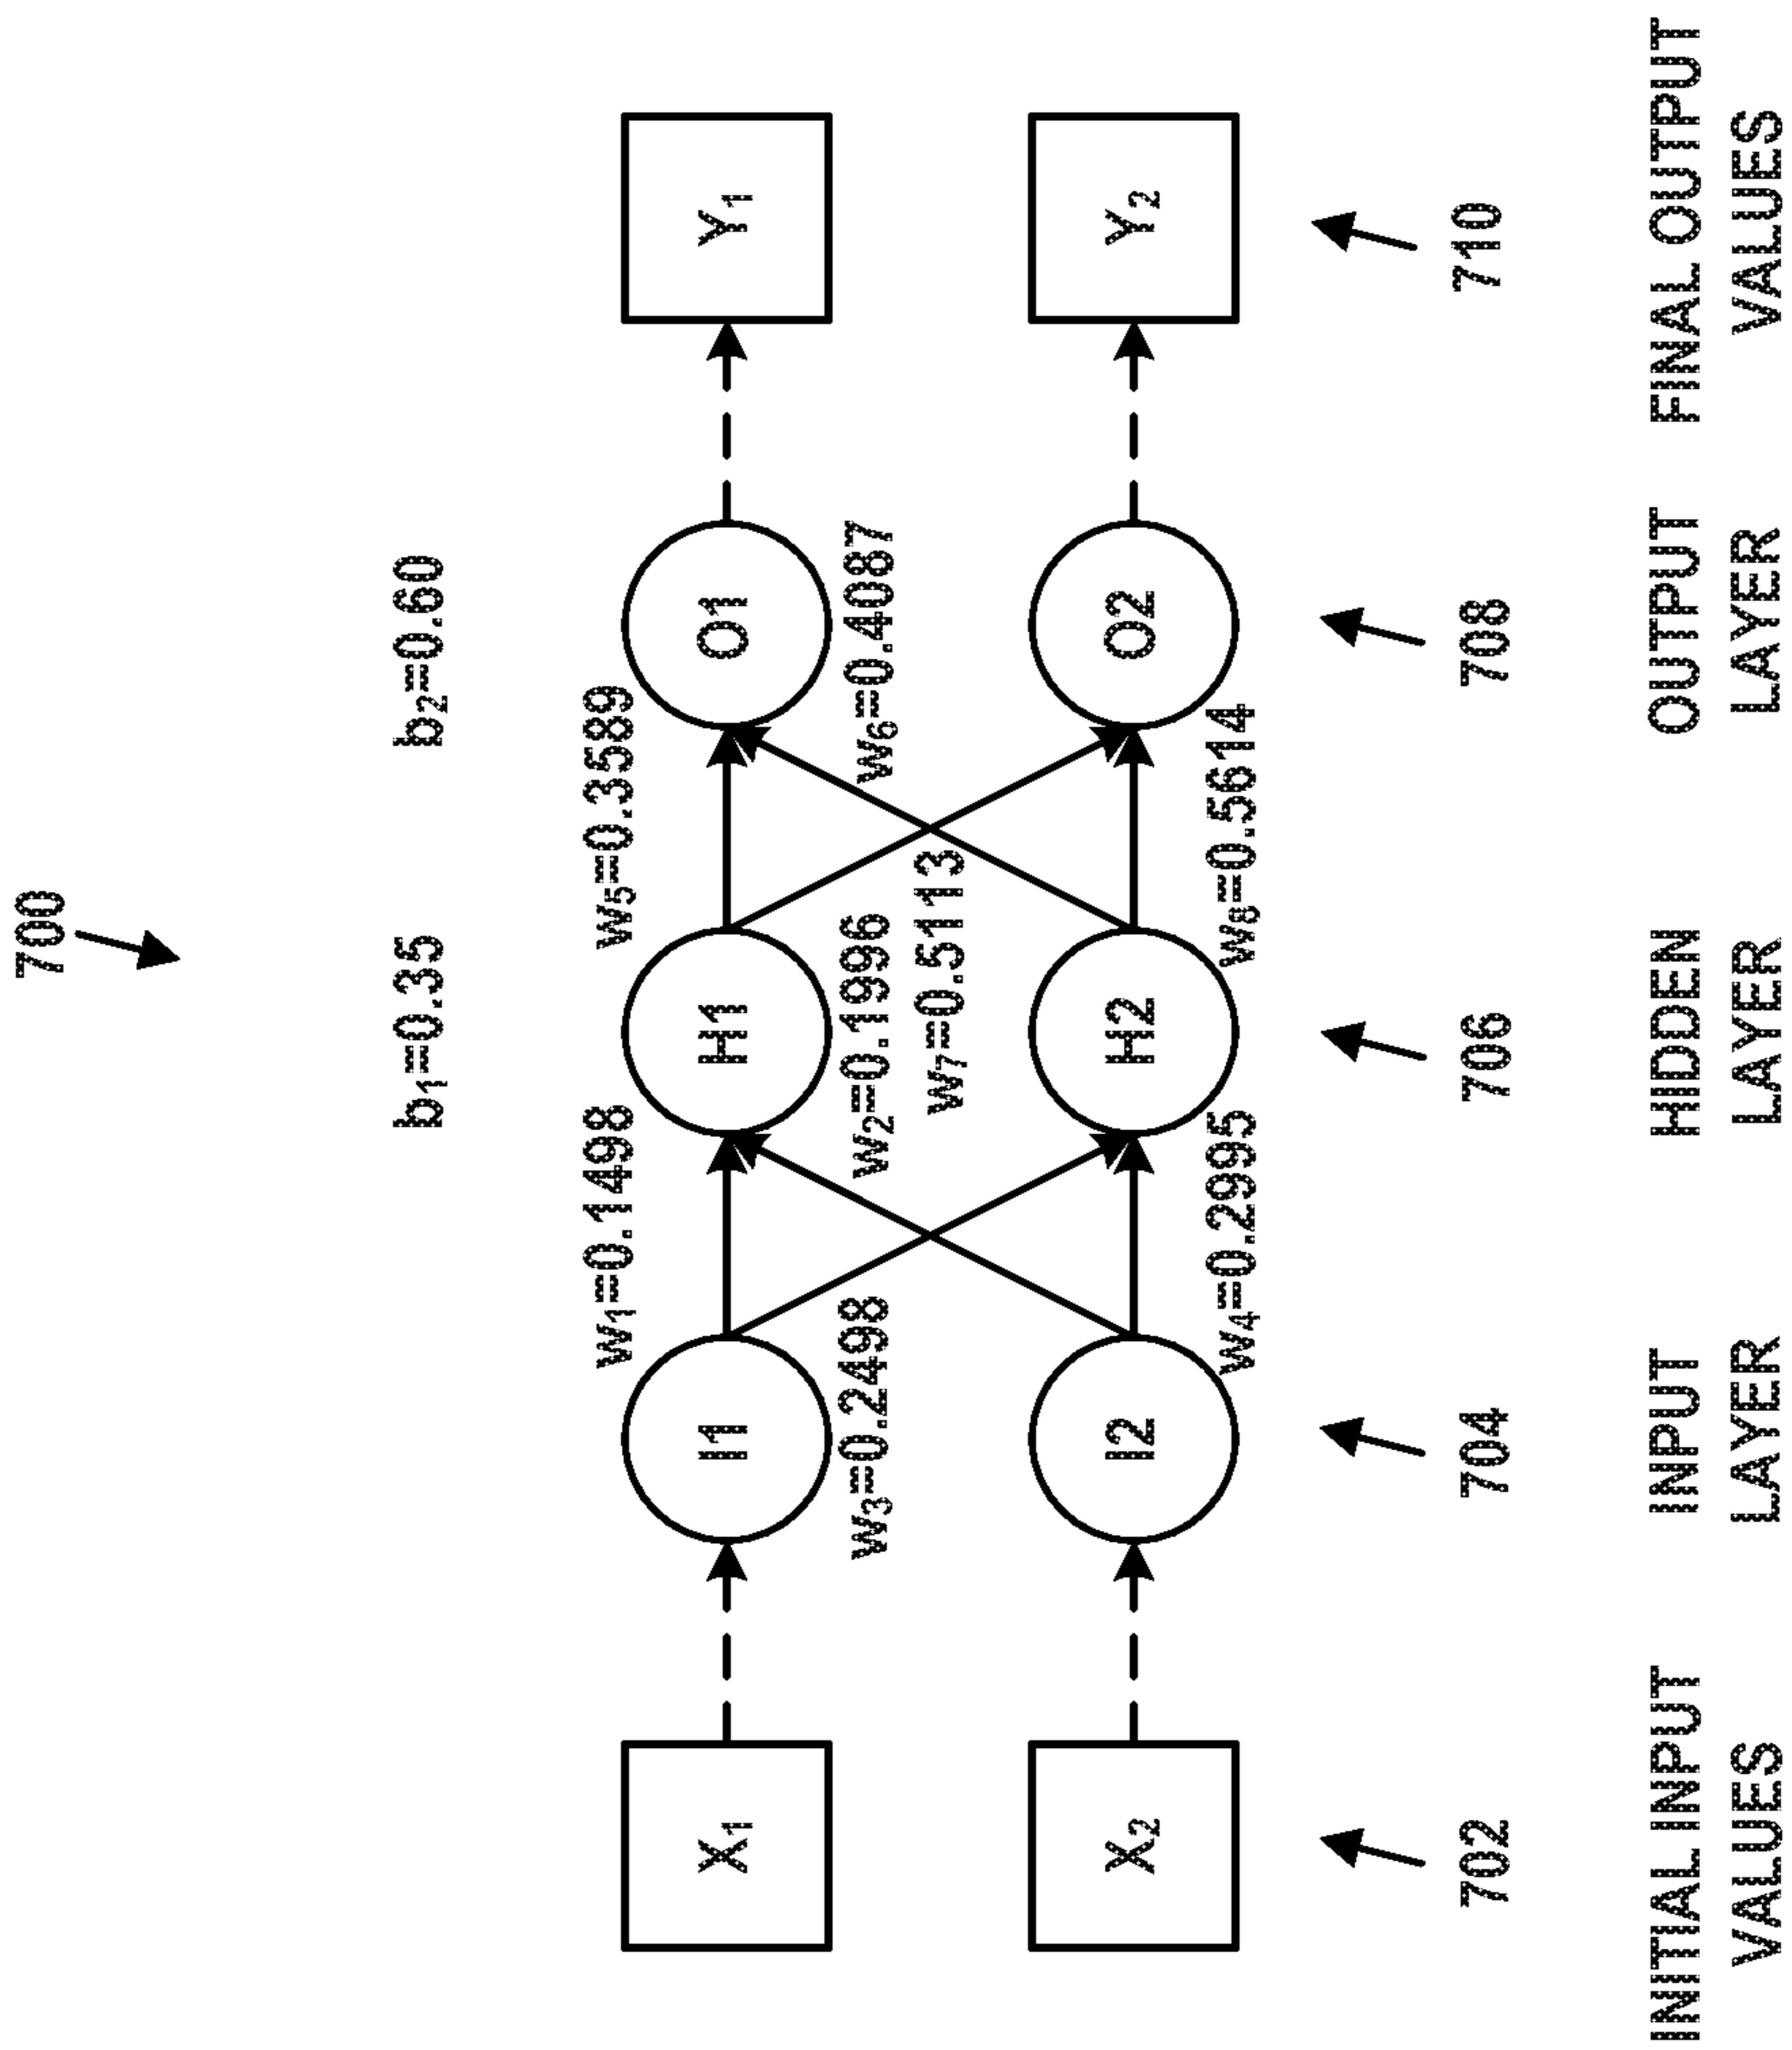 700
b₁=0.35
b₂=0.60
w₁=0.1498
w₅=0.3589
X₁
I1
H1
O1
Y₁
w₃=0.2498
w₂=0.1996
w₆=0.4087
w₇=0.5113
X₂
I2
H2
O2
Y₂
w₄=0.2995
w₈=0.5614
702
704
706
708
710
INITIAL INPUT
VALUES
INPUT
LAYER
HIDDEN
LAYER
OUTPUT
LAYER
FINAL OUTPUT
VALUES